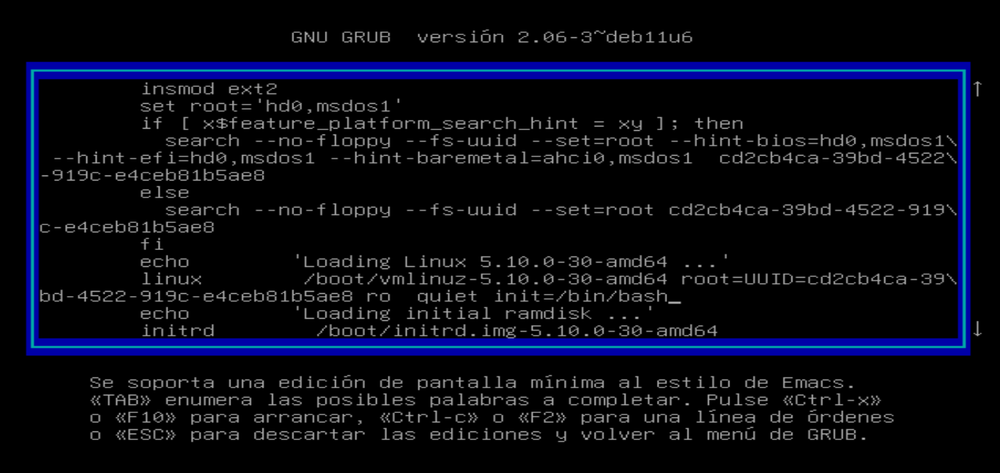 GNU GRUB  versión 2.06-3~deb11u6
insmod ext2
set root='hd0,msdos1'
if [ x$feature_platform_search_hint = xy ]; then
search --no-floppy --fs-uuid --set=root --hint-bios=hd0,msdos1\
--hint-efi=hd0,msdos1 --hint-baremetal=ahci0,msdos1  cd2cb4ca-39bd-4522\
-919c-e4ceb81b5ae8
else
search --no-floppy --fs-uuid --set=root cd2cb4ca-39bd-4522-919\
c-e4ceb81b5ae8
fi
echo        'Loading Linux 5.10.0-30-amd64 ...'
linux        /boot/vmlinuz-5.10.0-30-amd64 root=UUID=cd2cb4ca-39\
bd-4522-919c-e4ceb81b5ae8 ro  quiet init=/bin/bash_
echo        'Loading initial ramdisk ...'
initrd        /boot/initrd.img-5.10.0-30-amd64
Se soporta una edición de pantalla mínima al estilo de Emacs.
«TAB» enumera las posibles palabras a completar. Pulse «Ctrl-x»
o «F10» para arrancar, «Ctrl-c» o «F2» para una línea de órdenes
o «ESC» para descartar las ediciones y volver al menú de GRUB.